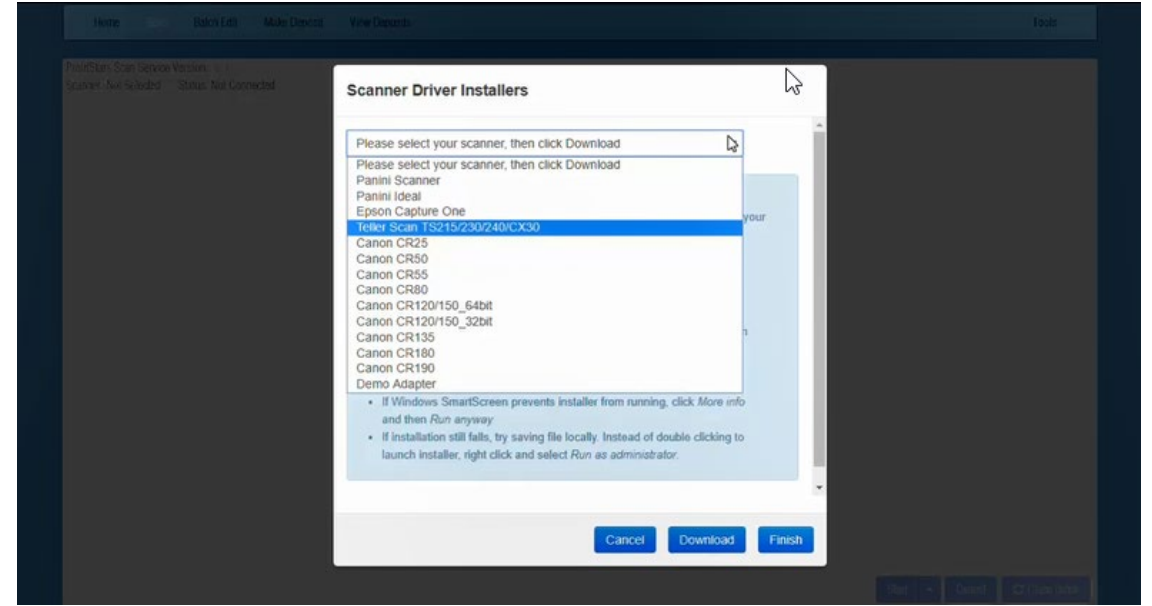 Home Batch Edit Make Deposit View Deposits Tools
Scan Service Version:
Scanner: Not Selected Status: Not Connected
Scanner Driver Installers
Please select your scanner, then click Download
Please select your scanner, then click Download
Panini Scanner
Panini Ideal
Epson Capture One
your
Teller Scan TS215/230/240/CX30
Canon CR25
Canon CR50
Canon CR55
Canon CR80
Canon CR120/150_64bit
Canon CR120/150_32bit
Canon CR135
Canon CR180
Canon CR190
Demo Adapter
• If Windows SmartScreen prevents installer from running, click More info
and then Run anyway
• If installation still fails, try saving file locally. Instead of double clicking to
launch installer, right click and select Run as administrator.
Cancel Download Finish